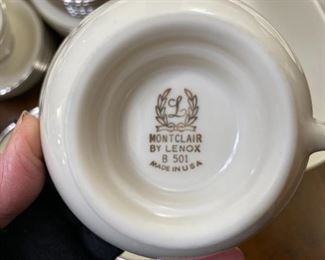 L
MONTCLAIR
BY LENOX
B 501
MADE IN USA